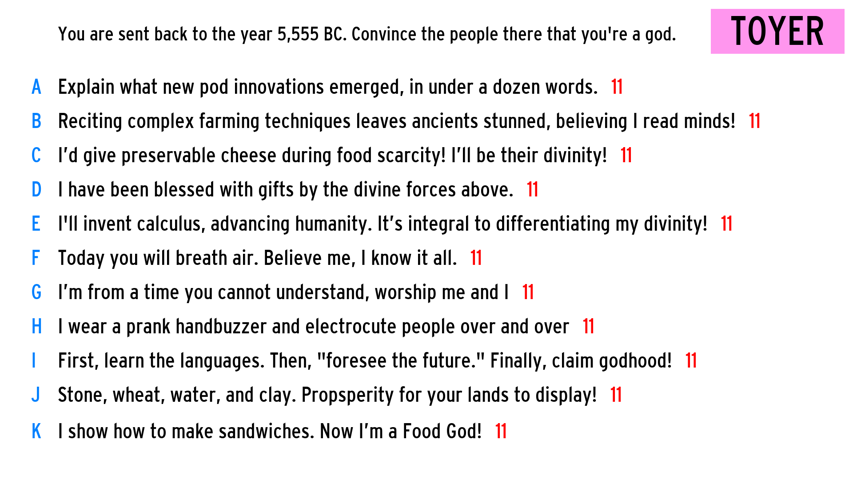 You are sent back to the year 5,555 BC. Convince the people there that you're a god.
TOYER
A Explain what new pod innovations emerged, in under a dozen words. 11
B Reciting complex farming techniques leaves ancients stunned, believing I read minds! 11
C I’d give preservable cheese during food scarcity! I’ll be their divinity! 11
D I have been blessed with gifts by the divine forces above. 11
E I'll invent calculus, advancing humanity. It’s integral to differentiating my divinity! 11
F Today you will breath air. Believe me, I know it all. 11
G I’m from a time you cannot understand, worship me and I 11
H I wear a prank handbuzzer and electrocute people over and over 11
I First, learn the languages. Then, "foresee the future." Finally, claim godhood! 11
J Stone, wheat, water, and clay. Propsperity for your lands to display! 11
K I show how to make sandwiches. Now I’m a Food God! 11